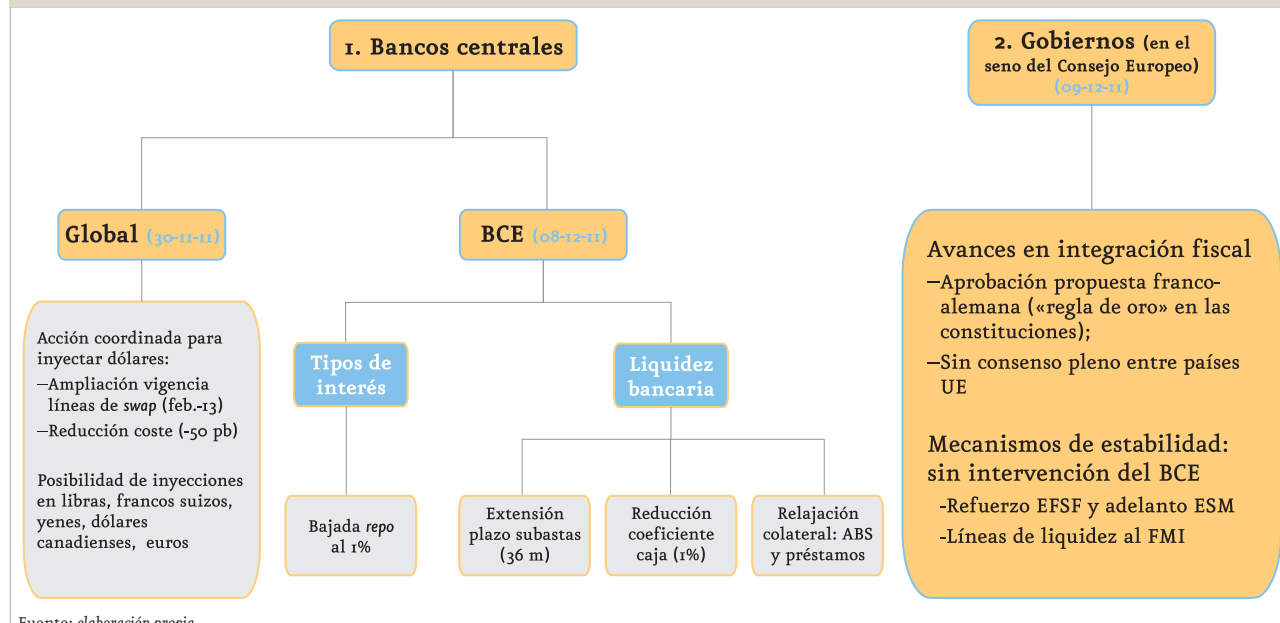 1. Bancos centrales
2. Gobiernos (en el
seno del Consejo Europeo)
(09-12-11)
Global (30-11-11)
BCE (08-12-11)
Acción coordinada para
inyectar dólares:
—Ampliación vigencia
líneas de swap (feb.-13)
—Reducción coste (-50 pb)
Posibilidad de inyecciones
en libras, francos suizos,
yenes, dólares
canadienses, euros
Tipos de
interés
Liquidez
bancaria
Bajada repo
al 1%
Extensión
plazo subastas
(36 m)
Reducción
coeficiente
caja (1%)
Relajación
colateral: ABS
y préstamos
Avances en integración fiscal
—Aprobación propuesta franco-
alemana («regla de oro» en las
constituciones);
—Sin consenso pleno entre países
UE
Mecanismos de estabilidad:
sin intervención del BCE
-Refuerzo EFSF y adelanto ESM
-Líneas de liquidez al FMI
Fuente: elaboración propia